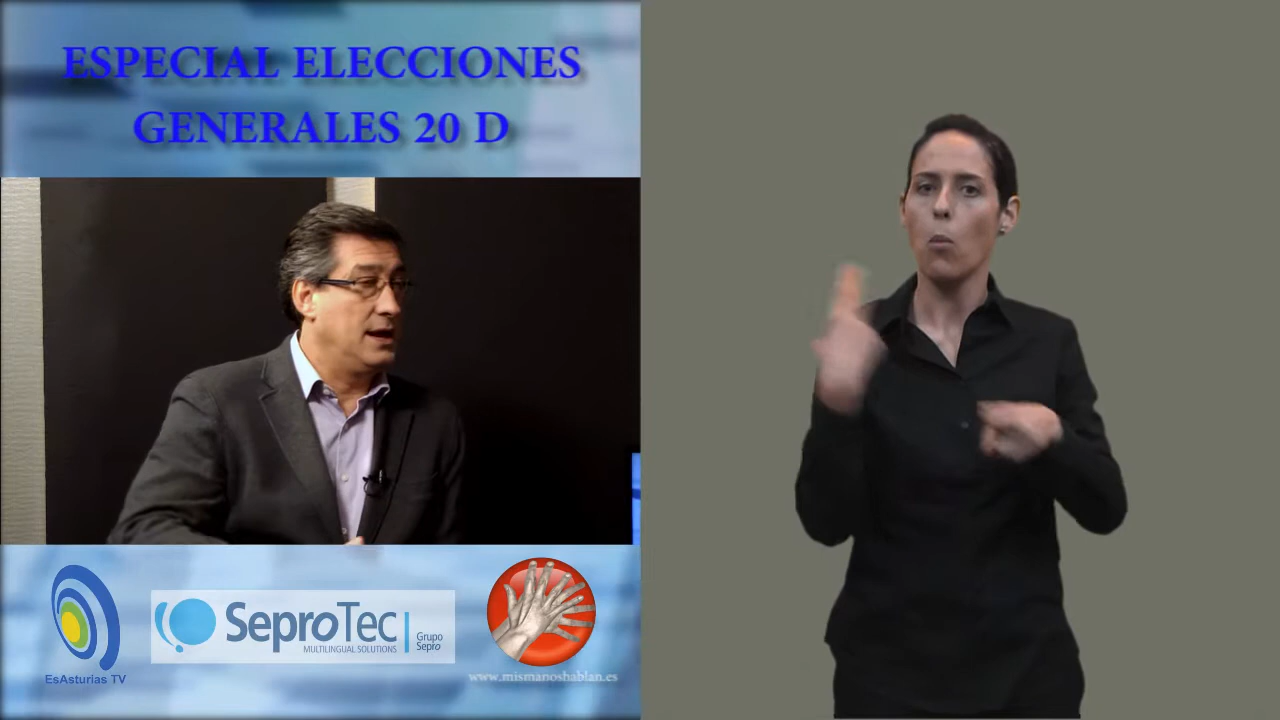 ESPECIAL ELECCIONES
GENERALES 20 D
EsAsturias TV
SeproTec
MULTILINGUAL SOLUTIONS
Grupo
Sepro
www.mismanoshablan.es